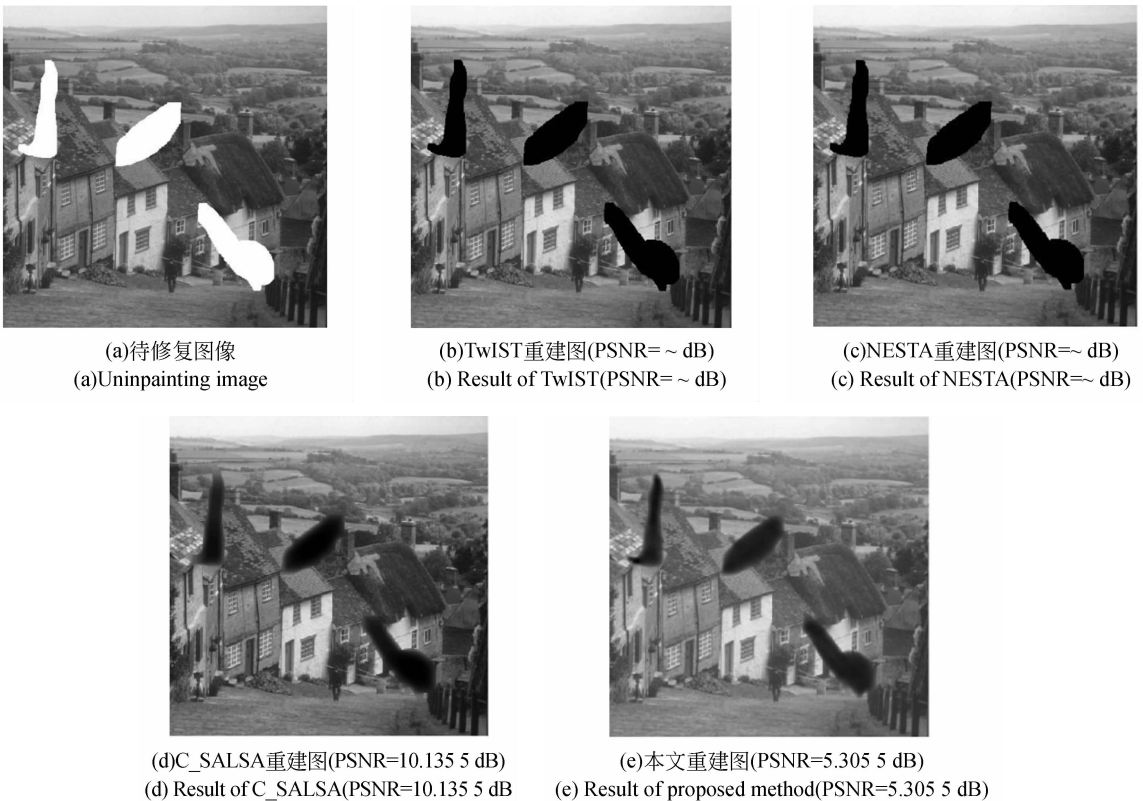 (a)待修复图像
(a)Uninpainting image
(b)TwIST重建图(PSNR= ~ dB)
(b) Result of TwIST(PSNR= ~ dB)
(c)NESTA重建图(PSNR=~ dB)
(c) Result of NESTA(PSNR=~ dB)
(d)C_SALSA重建图(PSNR=10.135 5 dB)
(d) Result of C_SALSA(PSNR=10.135 5 dB
(e)本文重建图(PSNR=5.305 5 dB)
(e) Result of proposed method(PSNR=5.305 5 dB)